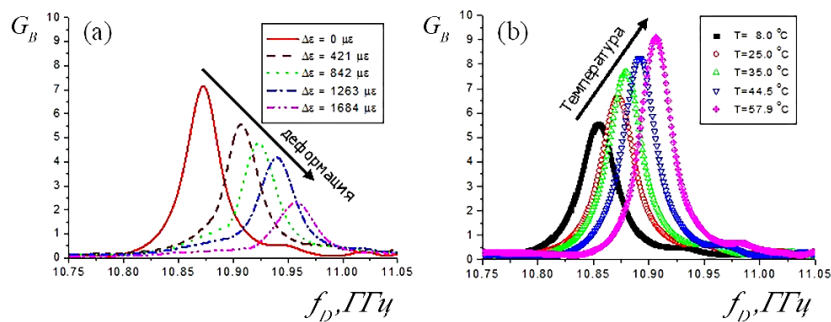 G_B (a)
Δε = 0 με
Δε = 421 με
Δε = 842 με
Δε = 1263 με
Δε = 1684 με
деформация
10
9
8
7
6
5
4
3
2
1
0
10.75 10.80 10.85 10.90 10.95 11.00 11.05
f_D, ГГц
G_B (b)
T= 8.0 °C
T=25.0 °C
T=35.0 °C
T=44.5 °C
T=57.9 °C
Температура
10
9
8
7
6
5
4
3
2
1
0
10.75 10.80 10.85 10.90 10.95 11.00 11.05
f_D, ГГц